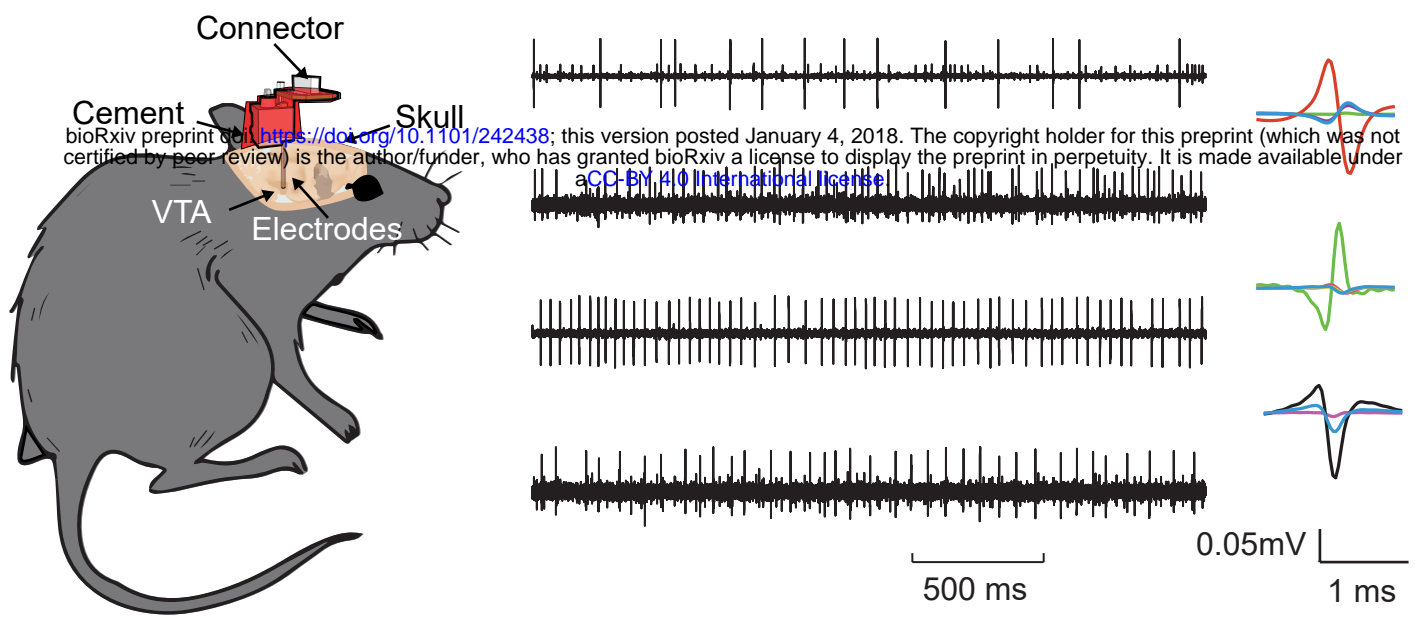 Connector
Cement
Skull
bioRxiv preprint doi: https://doi.org/10.1101/242438; this version posted January 4, 2018. The copyright holder for this preprint (which was not
certified by peer review) is the author/funder, who has granted bioRxiv a license to display the preprint in perpetuity. It is made available under
aCC-BY 4.0 International license.
VTA
Electrodes
0.05mV
500 ms
1 ms